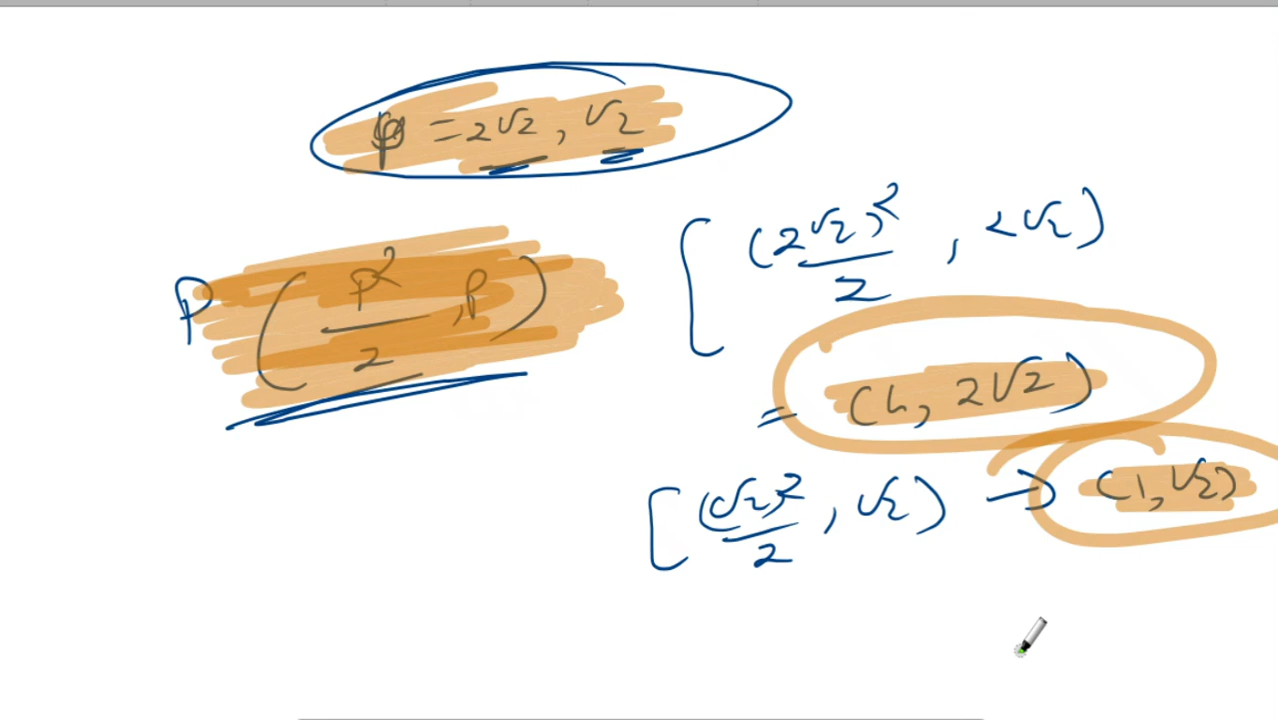 p = 2√2, √2
P (p²/2, p)
[(2√2)²/2, 2√2)
= (4, 2√2)
[(√2)²/2, √2) → (1, √2)